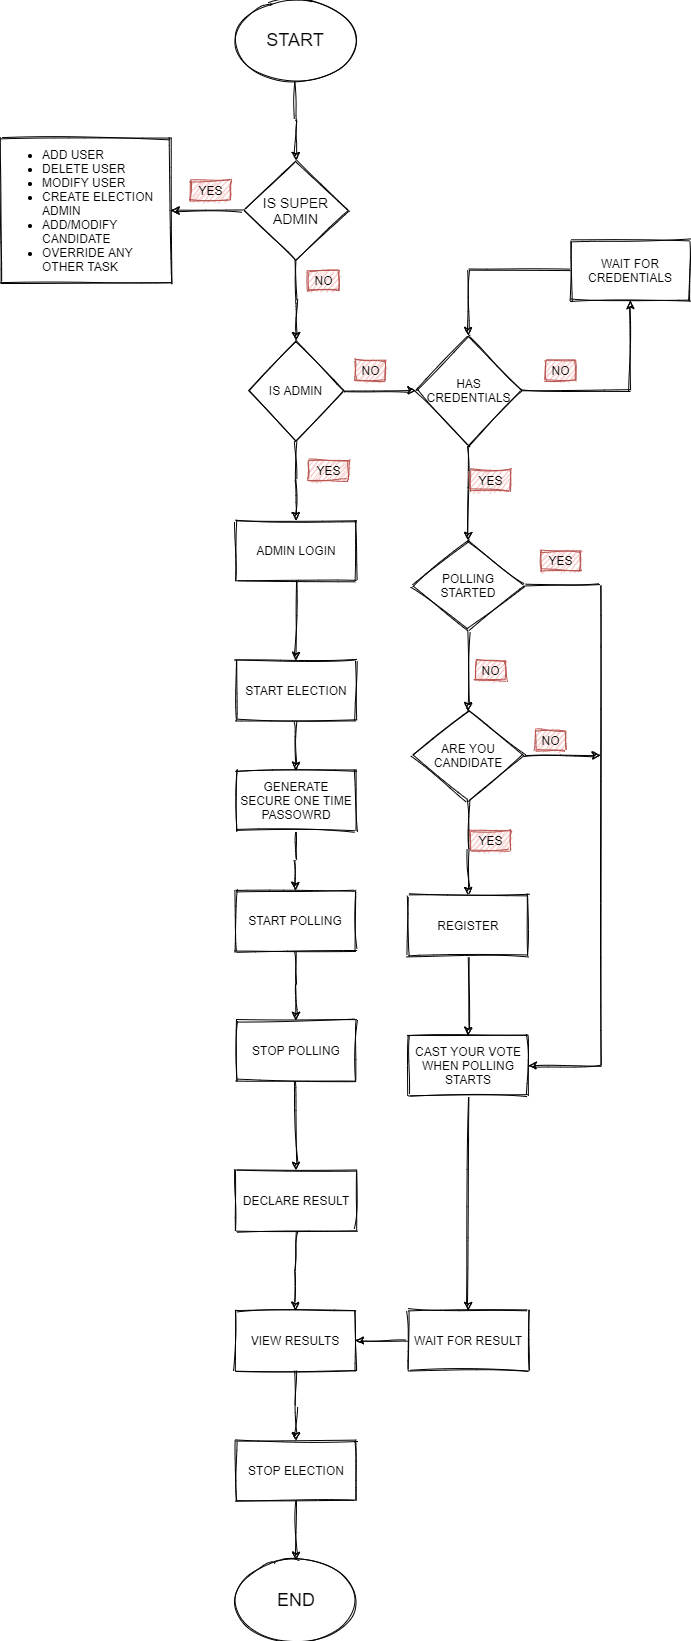 START
IS SUPER
ADMIN
YES
• ADD USER
• DELETE USER
• MODIFY USER
• CREATE ELECTION
ADMIN
• ADD/MODIFY
CANDIDATE
• OVERRIDE ANY
OTHER TASK
NO
IS ADMIN
NO
HAS
CREDENTIALS
NO
WAIT FOR
CREDENTIALS
YES
YES
ADMIN LOGIN
POLLING
STARTED
YES
START ELECTION
NO
ARE YOU
CANDIDATE
NO
GENERATE
SECURE ONE TIME
PASSOWRD
YES
START POLLING
REGISTER
STOP POLLING
CAST YOUR VOTE
WHEN POLLING
STARTS
DECLARE RESULT
VIEW RESULTS
WAIT FOR RESULT
STOP ELECTION
END